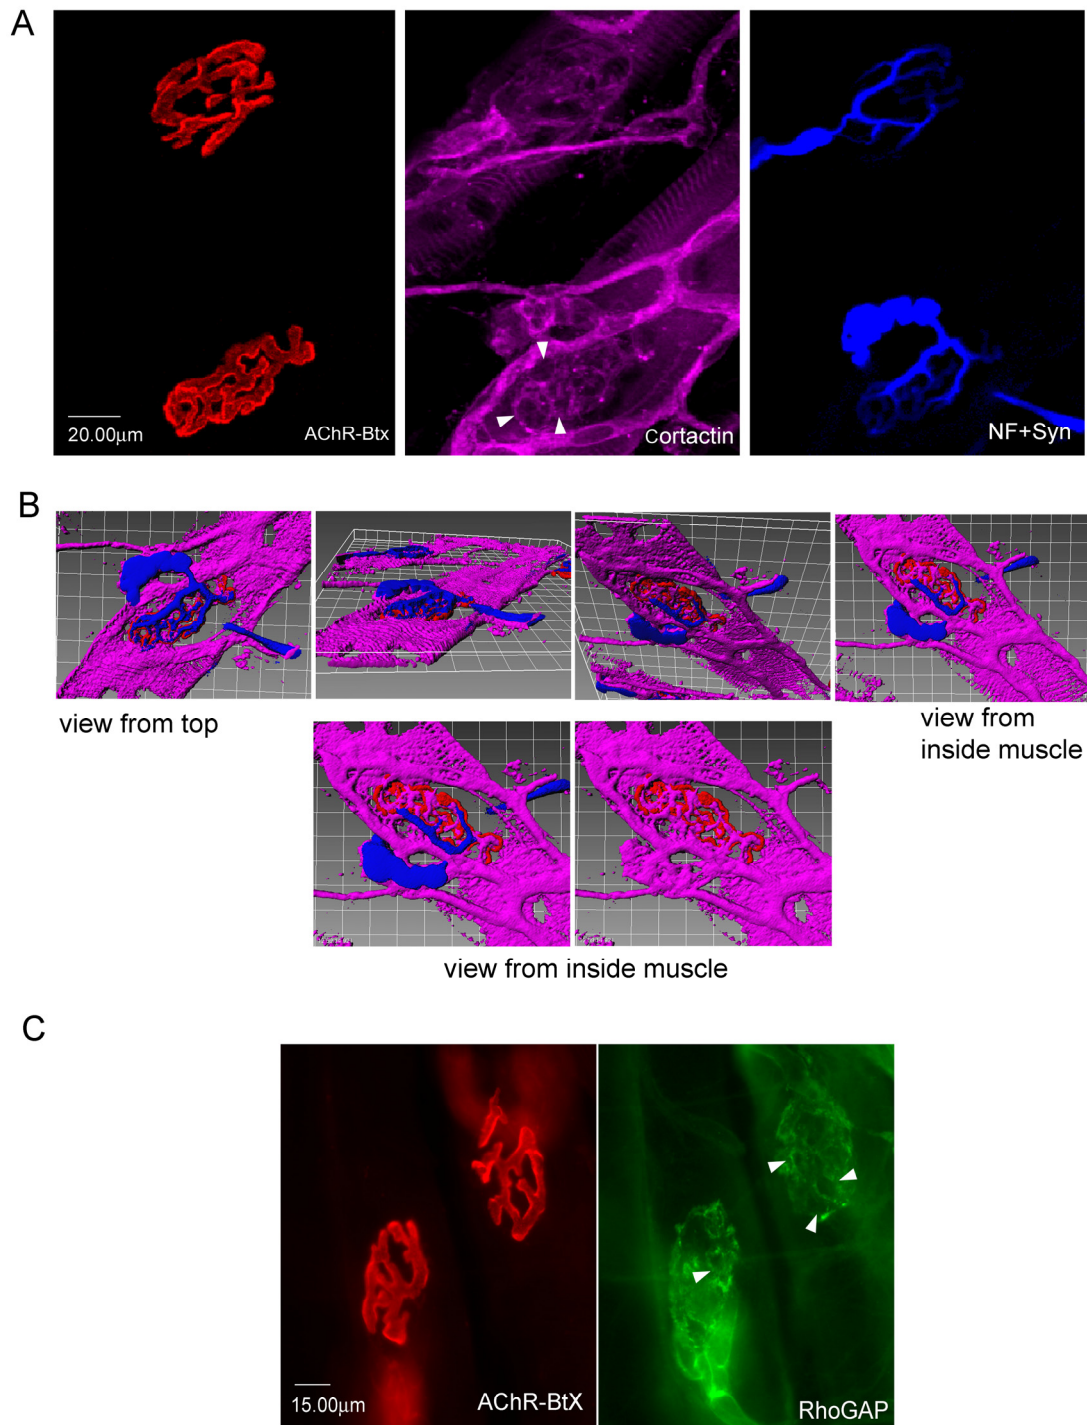 A
20.00µm
AChR-Btx
Cortactin
NF+Syn
B
view from top
view from
inside muscle
view from inside muscle
C
15.00µm
AChR-BtX
RhoGAP